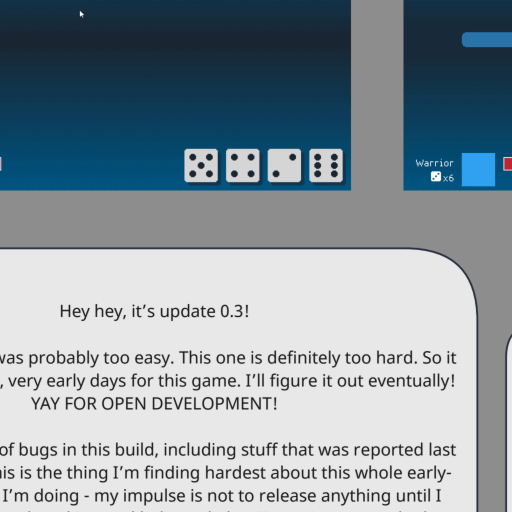 Warrior
x6
Hey hey, it's update 0.3!
was probably too easy. This one is definitely too hard. So it
, very early days for this game. I'll figure it out eventually!
YAY FOR OPEN DEVELOPMENT!
of bugs in this build, including stuff that was reported last
is is the thing I'm finding hardest about this whole early-
I'm doing - my impulse is not to release anything until I